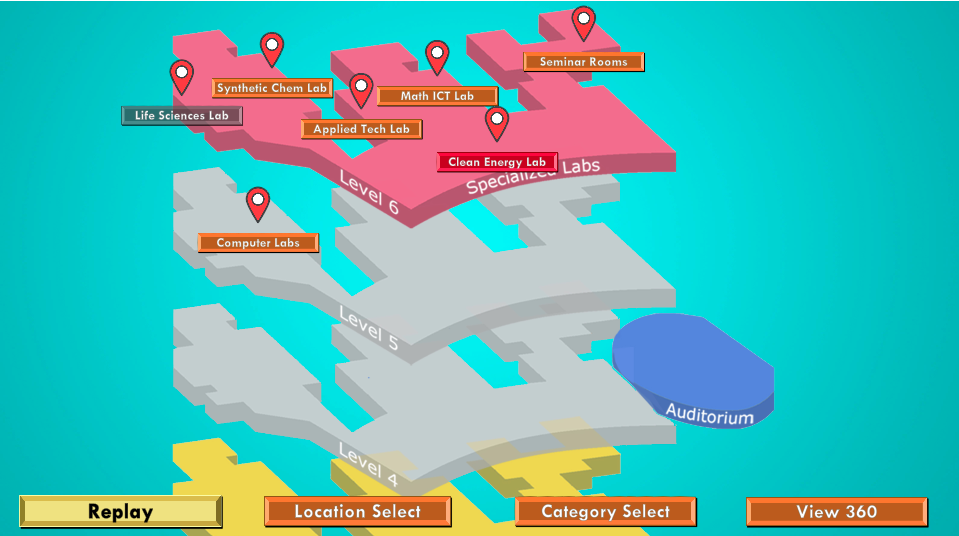 Seminar Rooms
Synthetic Chem Lab
Math ICT Lab
Life Sciences Lab
Applied Tech Lab
Clean Energy Lab
Specialized Labs
Level 6
Computer Labs
Level 5
Auditorium
Level 4
Replay
Location Select
Category Select
View 360